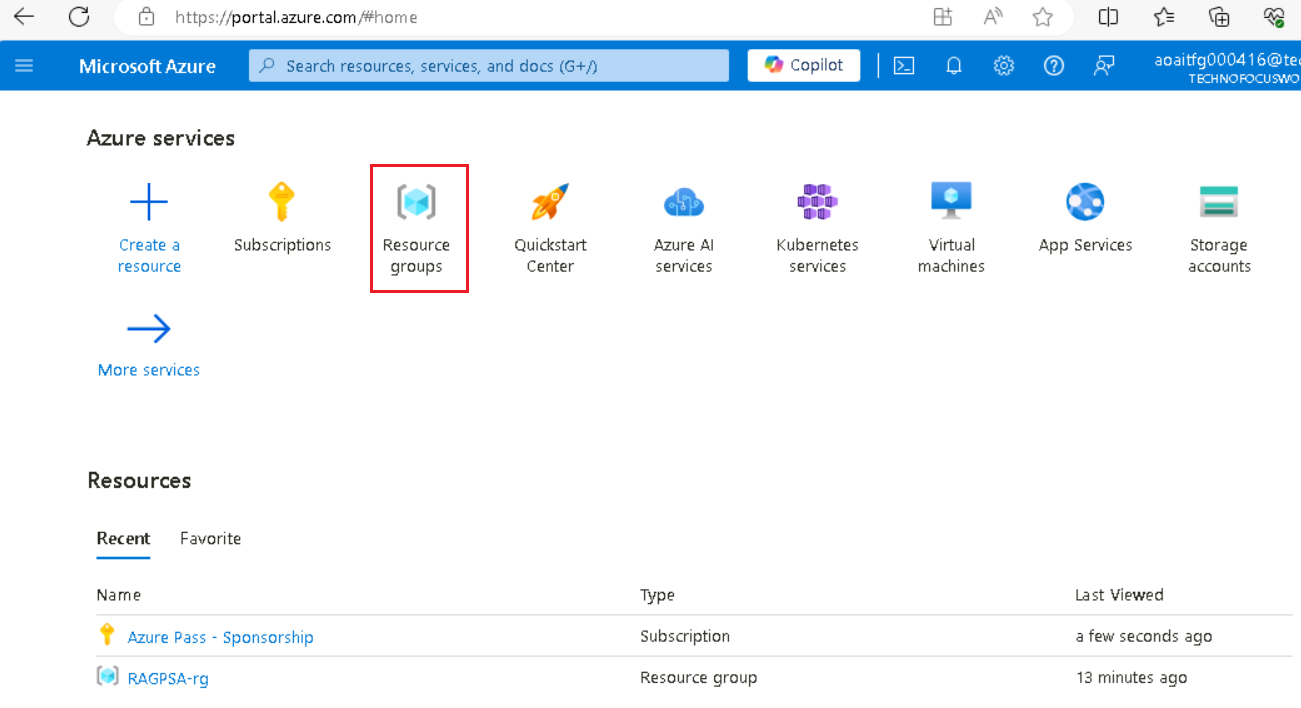 https://portal.azure.com/#home
Microsoft Azure
Search resources, services, and docs (G+/)
Copilot
aoaitfg000416@tec
TECHNOFOCUSWO
Azure services
Create a
resource
Subscriptions
Resource
groups
Quickstart
Center
Azure AI
services
Kubernetes
services
Virtual
machines
App Services
Storage
accounts
More services
Resources
Recent
Favorite
Name
Type
Last Viewed
Azure Pass - Sponsorship
Subscription
a few seconds ago
RAGPSA-rg
Resource group
13 minutes ago